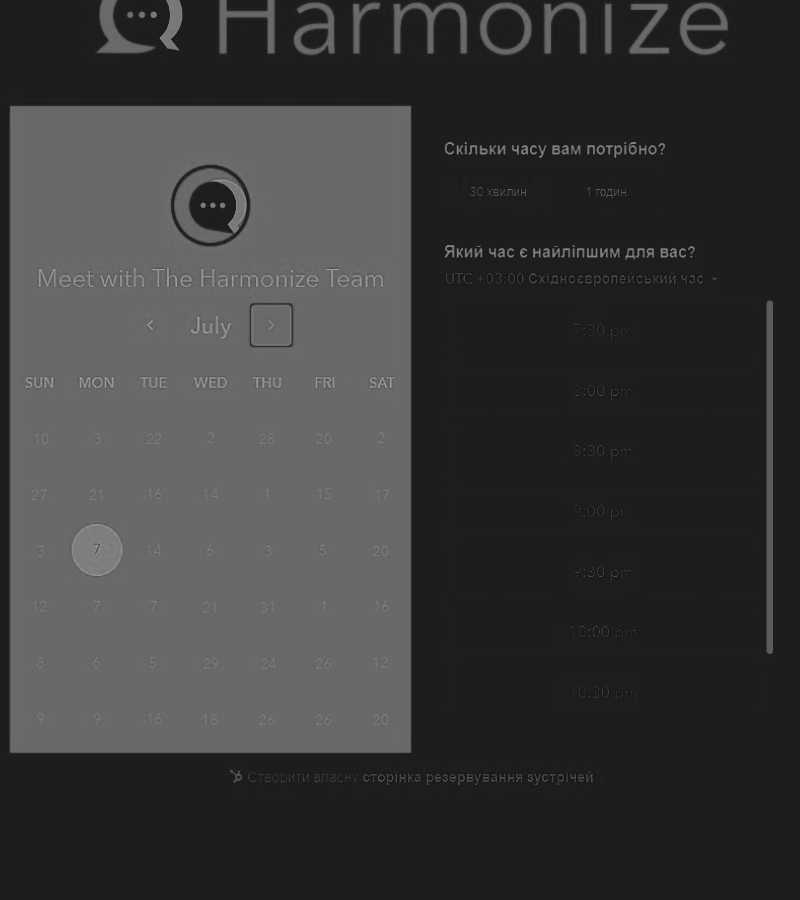 Harmonize
Meet with The Harmonize Team
July
SUN MON TUE WED THU FRI SAT
10 3 22 2 28 20 2
27 21 16 14 1 15 17
3 7 14 6 3 5 20
12 7 7 21 31 1 16
8 6 5 29 24 26 12
9 9 16 18 26 26 20
Скільки часу вам потрібно?
30 хвилин 1 годин
Який час є найліпшим для вас?
UTC +03:00 Східноєвропейський час
7:30 pm
8:00 pm
8:30 pm
9:00 pm
9:30 pm
10:00 pm
10:30 pm
Створити власну сторінка резервування зустрічей